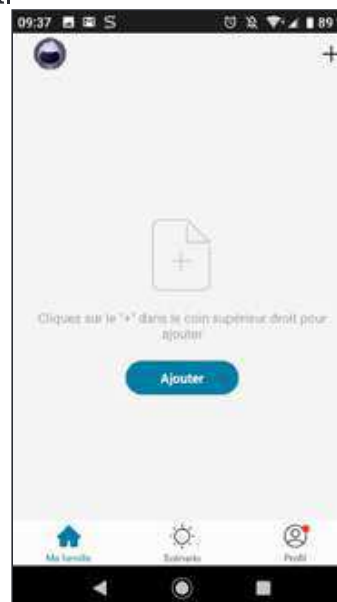 09:37 S 89
+
Cliquez sur le "+" dans le coin supérieur droit pour
ajouter
Ajouter
Ma famille Scénario Profil